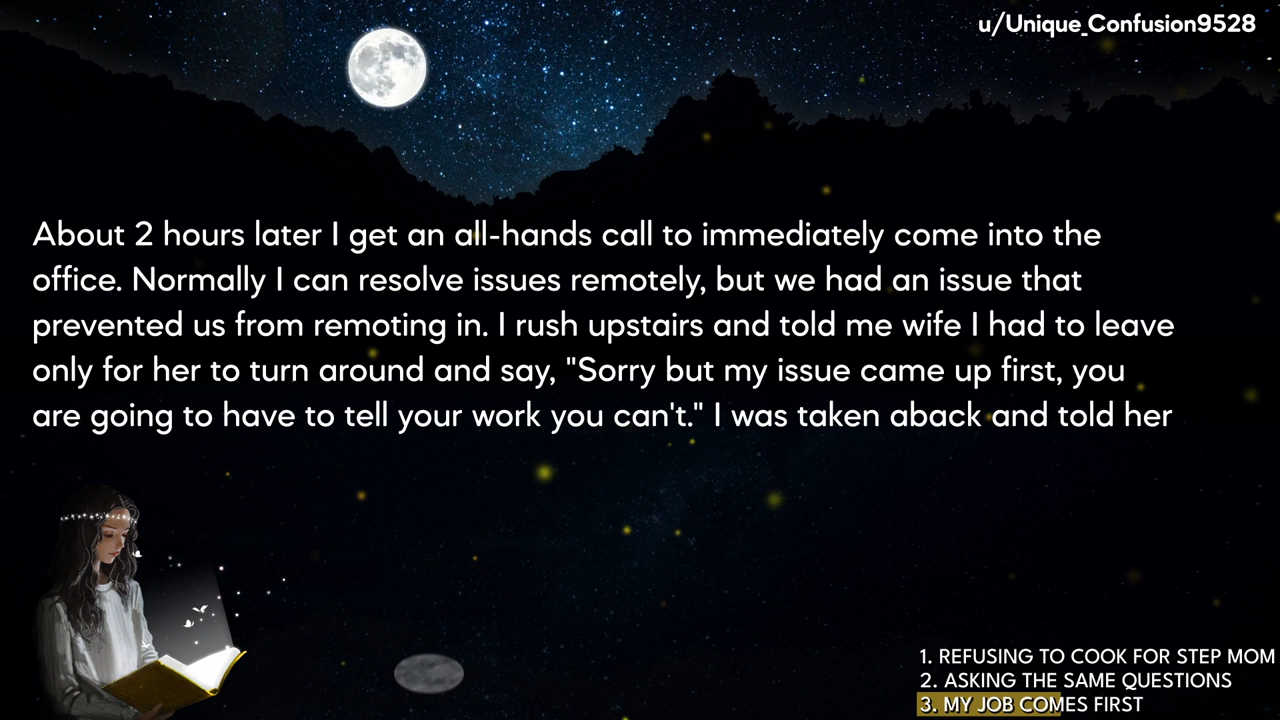 u/Unique_Confusion9528
About 2 hours later I get an all-hands call to immediately come into the
office. Normally I can resolve issues remotely, but we had an issue that
prevented us from remoting in. I rush upstairs and told me wife I had to leave
only for her to turn around and say, "Sorry but my issue came up first, you
are going to have to tell your work you can't." I was taken aback and told her
1. REFUSING TO COOK FOR STEP MOM
2. ASKING THE SAME QUESTIONS
3. MY JOB COMES FIRST